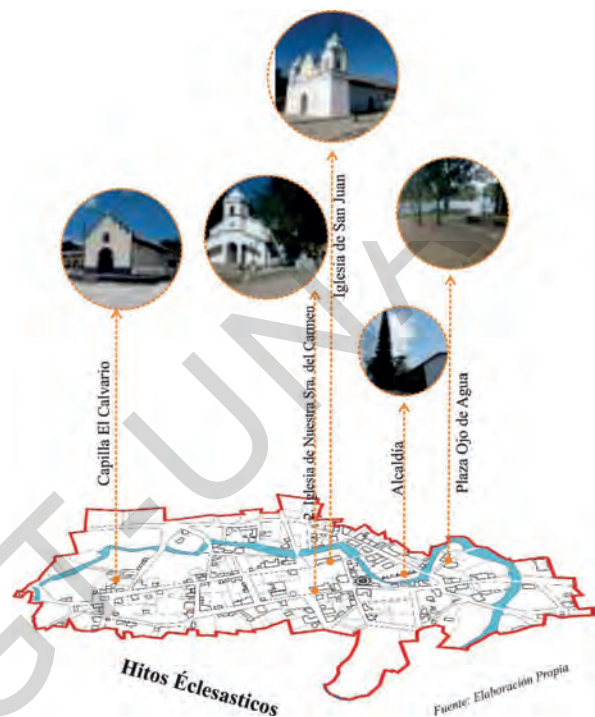 Iglesia de San Juan
Capilla El Calvario
2. Iglesia de Nuestra Sra. del Carmen
Alcaldía
Plaza Ojo de Agua
Hitos Éclesasticos
Fuente: Elaboración Propia